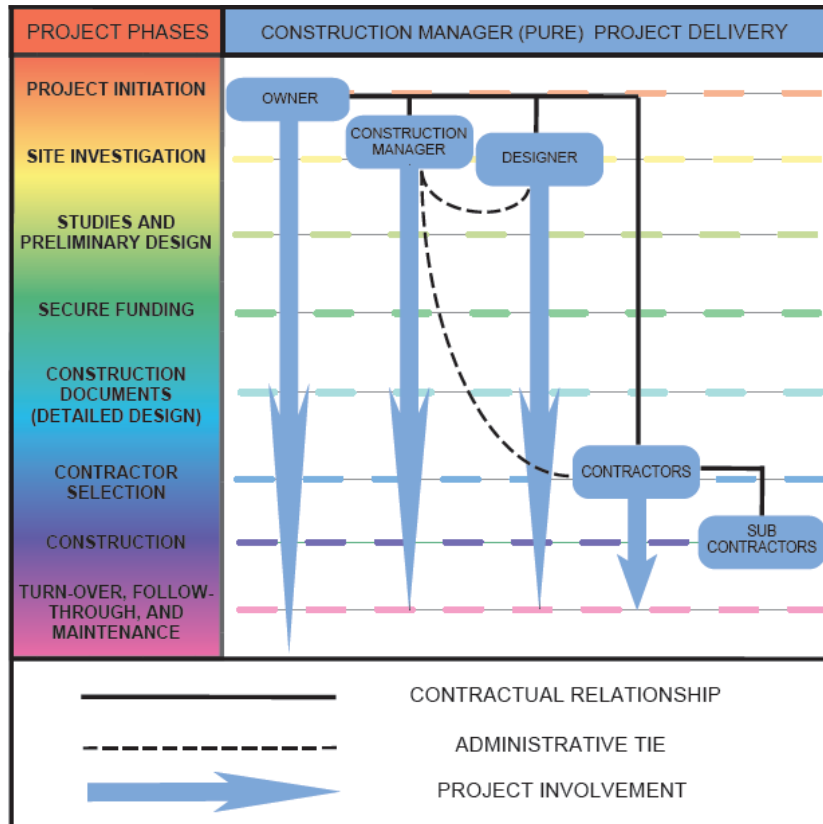 PROJECT PHASES
CONSTRUCTION MANAGER (PURE) PROJECT DELIVERY
PROJECT INITIATION
OWNER
CONSTRUCTION
MANAGER
DESIGNER
SITE INVESTIGATION
STUDIES AND
PRELIMINARY DESIGN
SECURE FUNDING
CONSTRUCTION
DOCUMENTS
(DETAILED DESIGN)
CONTRACTOR
SELECTION
CONTRACTORS
CONSTRUCTION
SUB
CONTRACTORS
TURN-OVER, FOLLOW-
THROUGH, AND
MAINTENANCE
CONTRACTUAL RELATIONSHIP
ADMINISTRATIVE TIE
PROJECT INVOLVEMENT